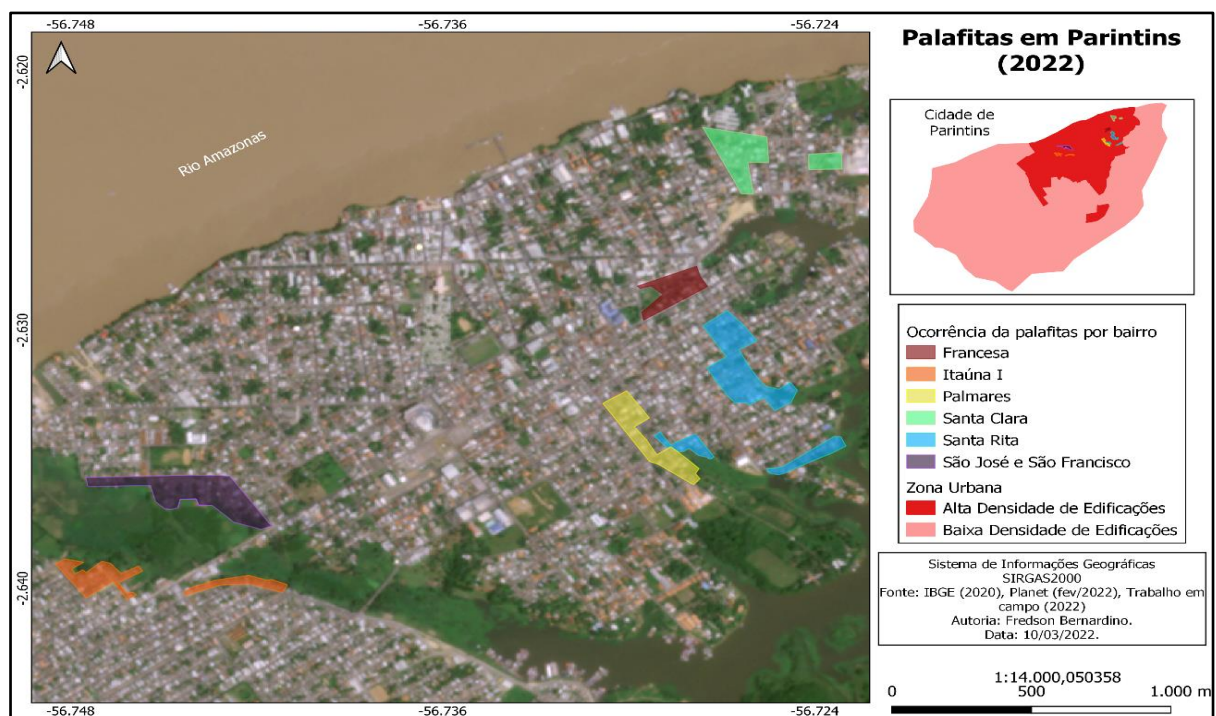 -56.748
-56.736
-56.724
-2.620
-2.630
-2.640
Rio Amazonas
-56.748
-56.736
-56.724
Palafitas em Parintins
(2022)
Cidade de
Parintins
Ocorrência da palafitas por bairro
Francesa
Itaúna I
Palmares
Santa Clara
Santa Rita
São José e São Francisco
Zona Urbana
Alta Densidade de Edificações
Baixa Densidade de Edificações
Sistema de Informações Geográficas
SIRGAS2000
Fonte: IBGE (2020), Planet (fev/2022), Trabalho em
campo (2022)
Autoria: Fredson Bernardino.
Data: 10/03/2022.
1:14.000,050358
0 500 1.000 m